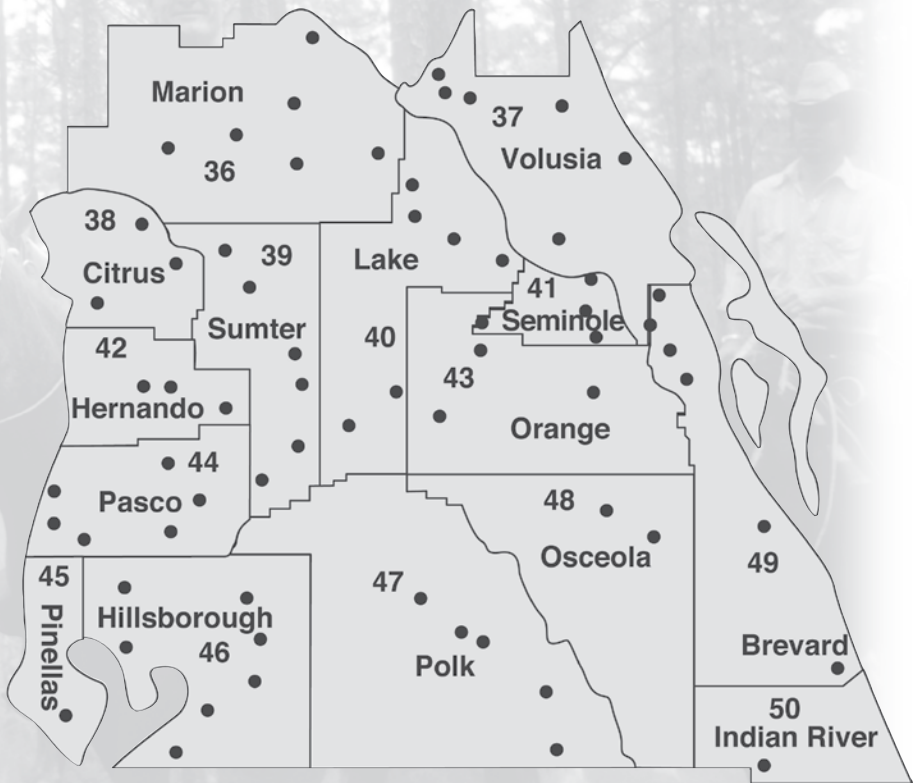 Marion
36
37
Volusia
38
Citrus
39
Sumter
Lake
40
41
Seminole
42
Hernando
43
Orange
44
Pasco
45
Pinellas
Hillsborough
46
47
Polk
48
Osceola
49
Brevard
50
Indian River